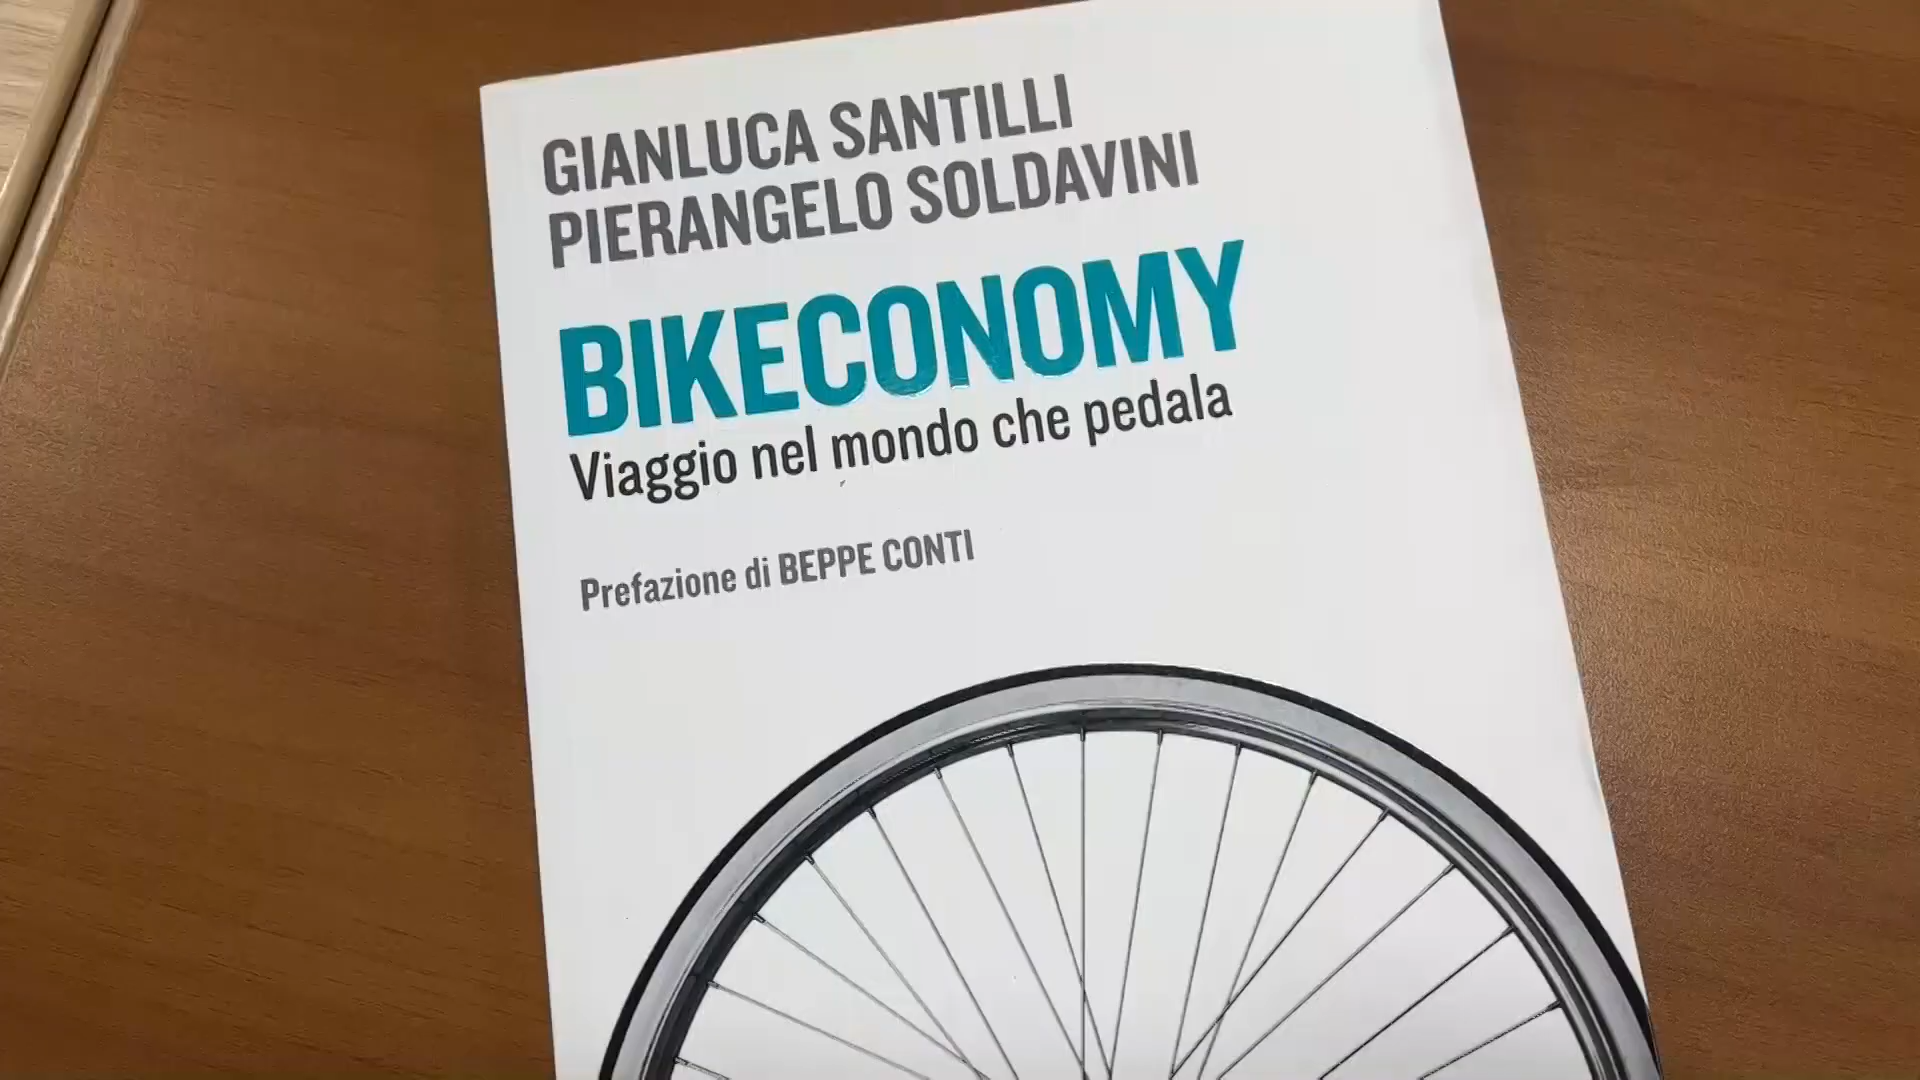 GIANLUCA SANTILLI
PIERANGELO SOLDAVINI
BIKECONOMY
Viaggio nel mondo che pedala
Prefazione di BEPPE CONTI